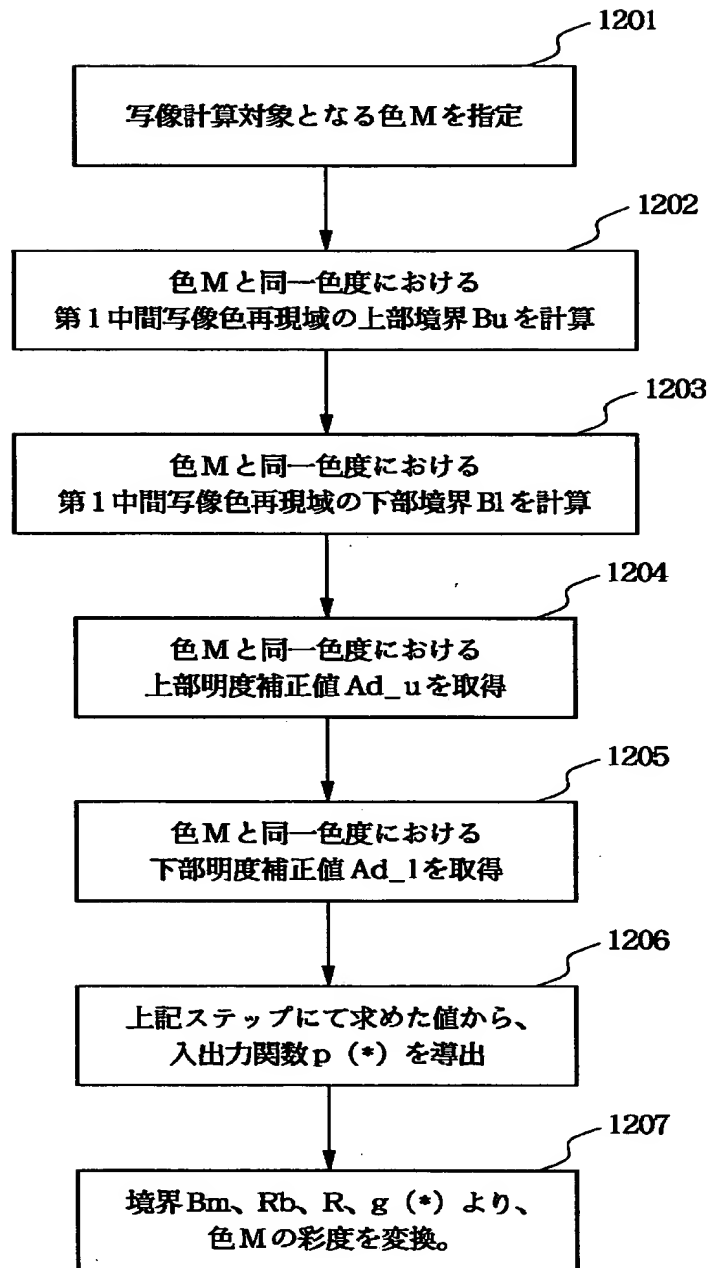 1201
写像計算対象となる色Mを指定
1202
色Mと同一色度における
第1中間写像色再現域の上部境界Buを計算
1203
色Mと同一色度における
第1中間写像色再現域の下部境界Blを計算
1204
色Mと同一色度における
上部明度補正値Ad_uを取得
1205
色Mと同一色度における
下部明度補正値Ad_lを取得
1206
上記ステップにて求めた値から、
入出力関数p（*）を導出
1207
境界Bm、Rb、R、g（*）より、
色Mの彩度を変換。